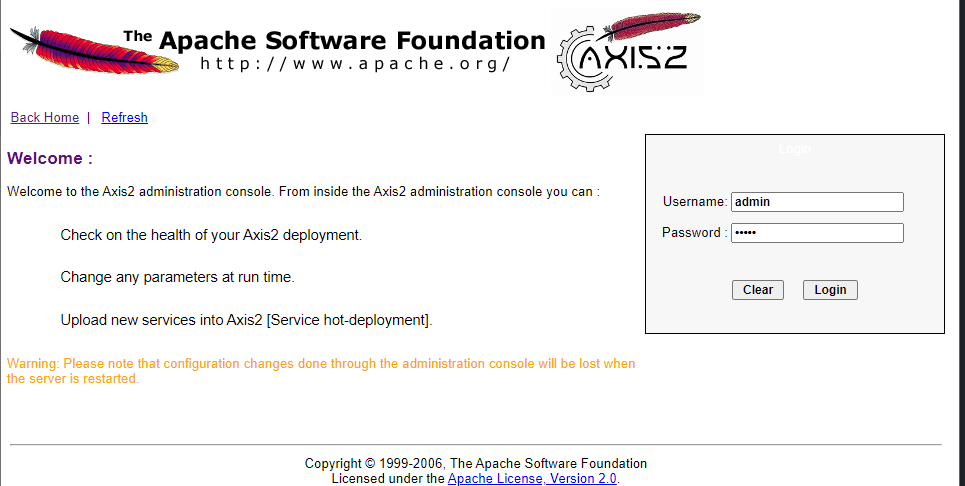 The Apache Software Foundation
http://www.apache.org/
AXIS2
Back Home | Refresh
Welcome :
Welcome to the Axis2 administration console. From inside the Axis2 administration console you can :
Check on the health of your Axis2 deployment.
Change any parameters at run time.
Upload new services into Axis2 [Service hot-deployment].
Warning: Please note that configuration changes done through the administration console will be lost when
the server is restarted.
Login
Username: admin
Password : •••••
Clear Login
Copyright © 1999-2006, The Apache Software Foundation
Licensed under the Apache License, Version 2.0.